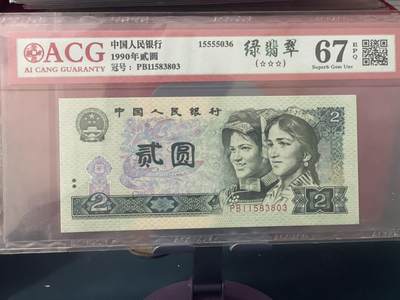 ACG
AI CANG GUARANTY
中国人民银行
1990年贰圆
冠号: PB11583803
15555036
绿翡翠
(☆☆☆)
67 EPQ
Superb Gem Unc
中国人民银行
2
贰圆
2
PB11583803
2